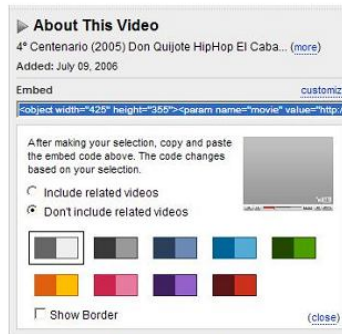 About This Video
4º Centenario (2005) Don Quijote HipHop El Caba... (more)
Added: July 09, 2006
Embed customiz
<object width="425" height="355"><param name="movie" value="http:/
After making your selection, copy and paste
the embed code above. The code changes
based on your selection.
Include related videos
Don't include related videos
Show Border (close)